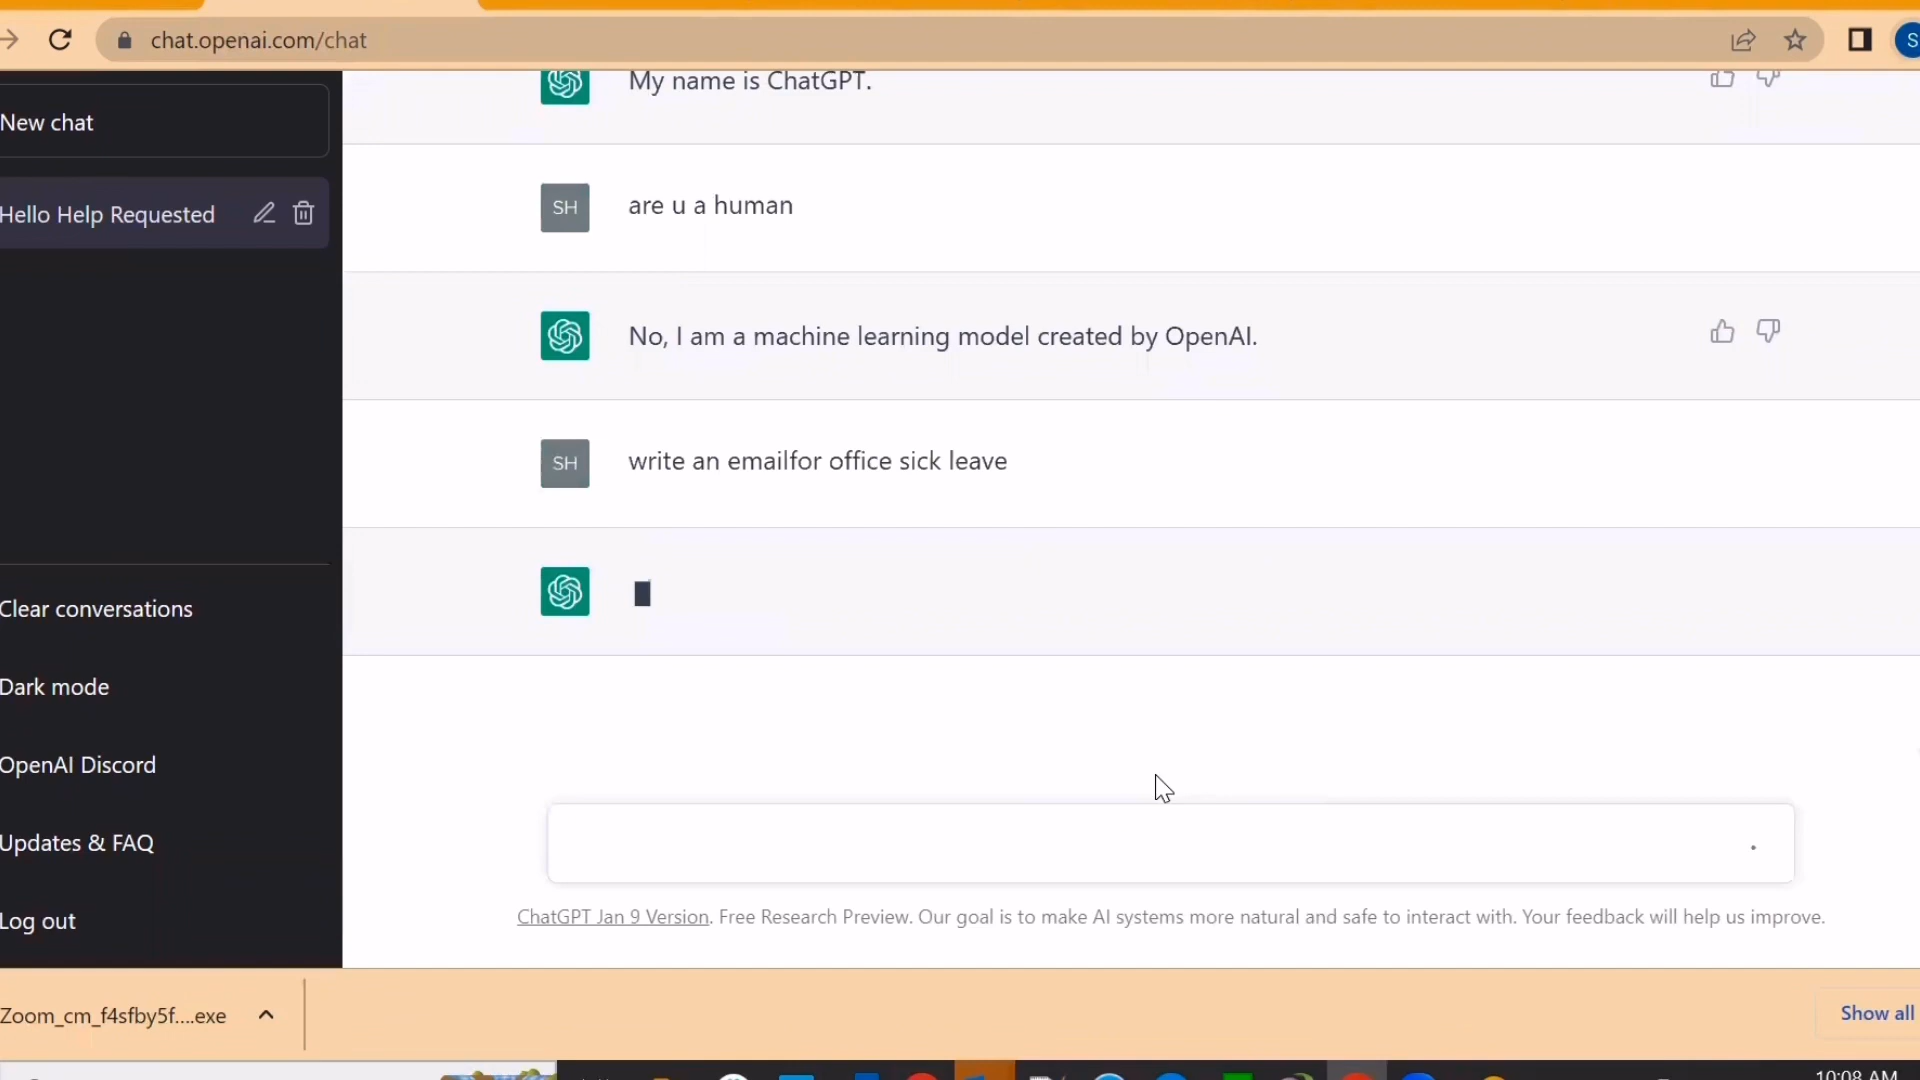 chat.openai.com/chat
S
My name is ChatGPT.
New chat
SH
are u a human
Hello Help Requested
No, I am a machine learning model created by OpenAI.
SH
write an emailfor office sick leave
Clear conversations
Dark mode
OpenAI Discord
Updates & FAQ
Log out
ChatGPT Jan 9 Version. Free Research Preview. Our goal is to make AI systems more natural and safe to interact with. Your feedback will help us improve.
Zoom_cm_f4sfby5f....exe
Show all
10:08 AM